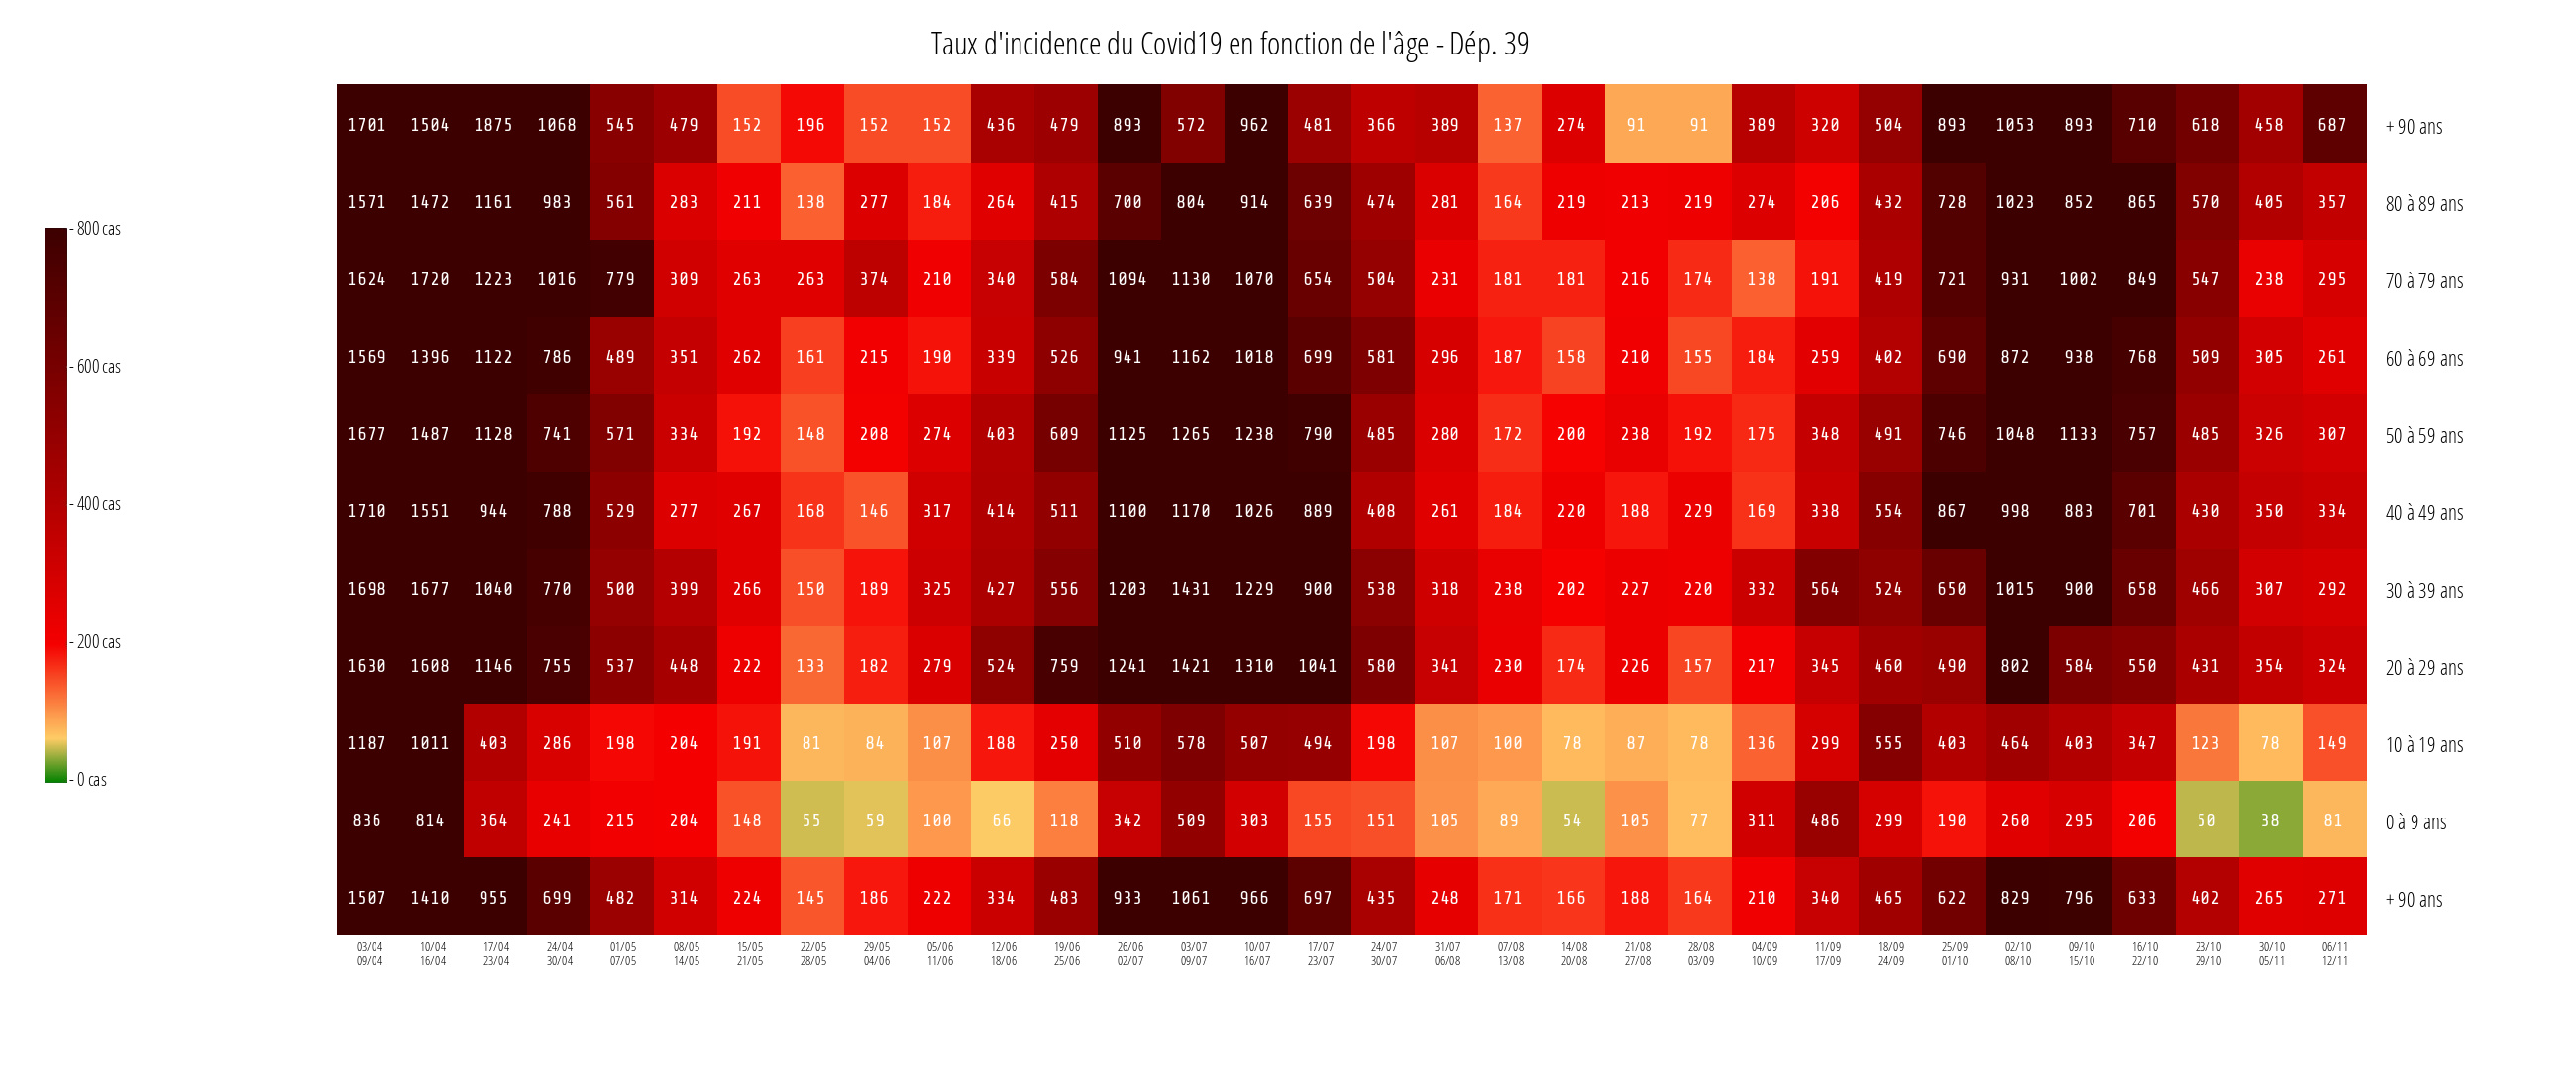 Taux d'incidence du Covid19 en fonction de l'âge - Dép. 39
- 800 cas
- 600 cas
- 400 cas
- 200 cas
- 0 cas
1701 1504 1875 1068 545 479 152 196 152 152 436 479 893 572 962 481 366 389 137 274 91 91 389 320 504 893 1053 893 710 618 458 687 + 90 ans
1571 1472 1161 983 561 283 211 138 277 184 264 415 700 804 914 639 474 281 164 219 213 219 274 206 432 728 1023 852 865 570 405 357 80 à 89 ans
1624 1720 1223 1016 779 309 263 263 374 210 340 584 1094 1130 1070 654 504 231 181 181 216 174 138 191 419 721 931 1002 849 547 238 295 70 à 79 ans
1569 1396 1122 786 489 351 262 161 215 190 339 526 941 1162 1018 699 581 296 187 158 210 155 184 259 402 690 872 938 768 509 305 261 60 à 69 ans
1677 1487 1128 741 571 334 192 148 208 274 403 609 1125 1265 1238 790 485 280 172 200 238 192 175 348 491 746 1048 1133 757 485 326 307 50 à 59 ans
1710 1551 944 788 529 277 267 168 146 317 414 511 1100 1170 1026 889 408 261 184 220 188 229 169 338 554 867 998 883 701 430 350 334 40 à 49 ans
1698 1677 1040 770 500 399 266 150 189 325 427 556 1203 1431 1229 900 538 318 238 202 227 220 332 564 524 650 1015 900 658 466 307 292 30 à 39 ans
1630 1608 1146 755 537 448 222 133 182 279 524 759 1241 1421 1310 1041 580 341 230 174 226 157 217 345 460 490 802 584 550 431 354 324 20 à 29 ans
1187 1011 403 286 198 204 191 81 84 107 188 250 510 578 507 494 198 107 100 78 87 78 136 299 555 403 464 403 347 123 78 149 10 à 19 ans
836 814 364 241 215 204 148 55 59 100 66 118 342 509 303 155 151 105 89 54 105 77 311 486 299 190 260 295 206 50 38 81 0 à 9 ans
1507 1410 955 699 482 314 224 145 186 222 334 483 933 1061 966 697 435 248 171 166 188 164 210 340 465 622 829 796 633 402 265 271 + 90 ans
03/04 10/04 17/04 24/04 01/05 08/05 15/05 22/05 29/05 05/06 12/06 19/06 26/06 03/07 10/07 17/07 24/07 31/07 07/08 14/08 21/08 28/08 04/09 11/09 18/09 25/09 02/10 09/10 16/10 23/10 30/10 06/11
09/04 16/04 23/04 30/04 07/05 14/05 21/05 28/05 04/06 11/06 18/06 25/06 02/07 09/07 16/07 23/07 30/07 06/08 13/08 20/08 27/08 03/09 10/09 17/09 24/09 01/10 08/10 15/10 22/10 29/10 05/11 12/11